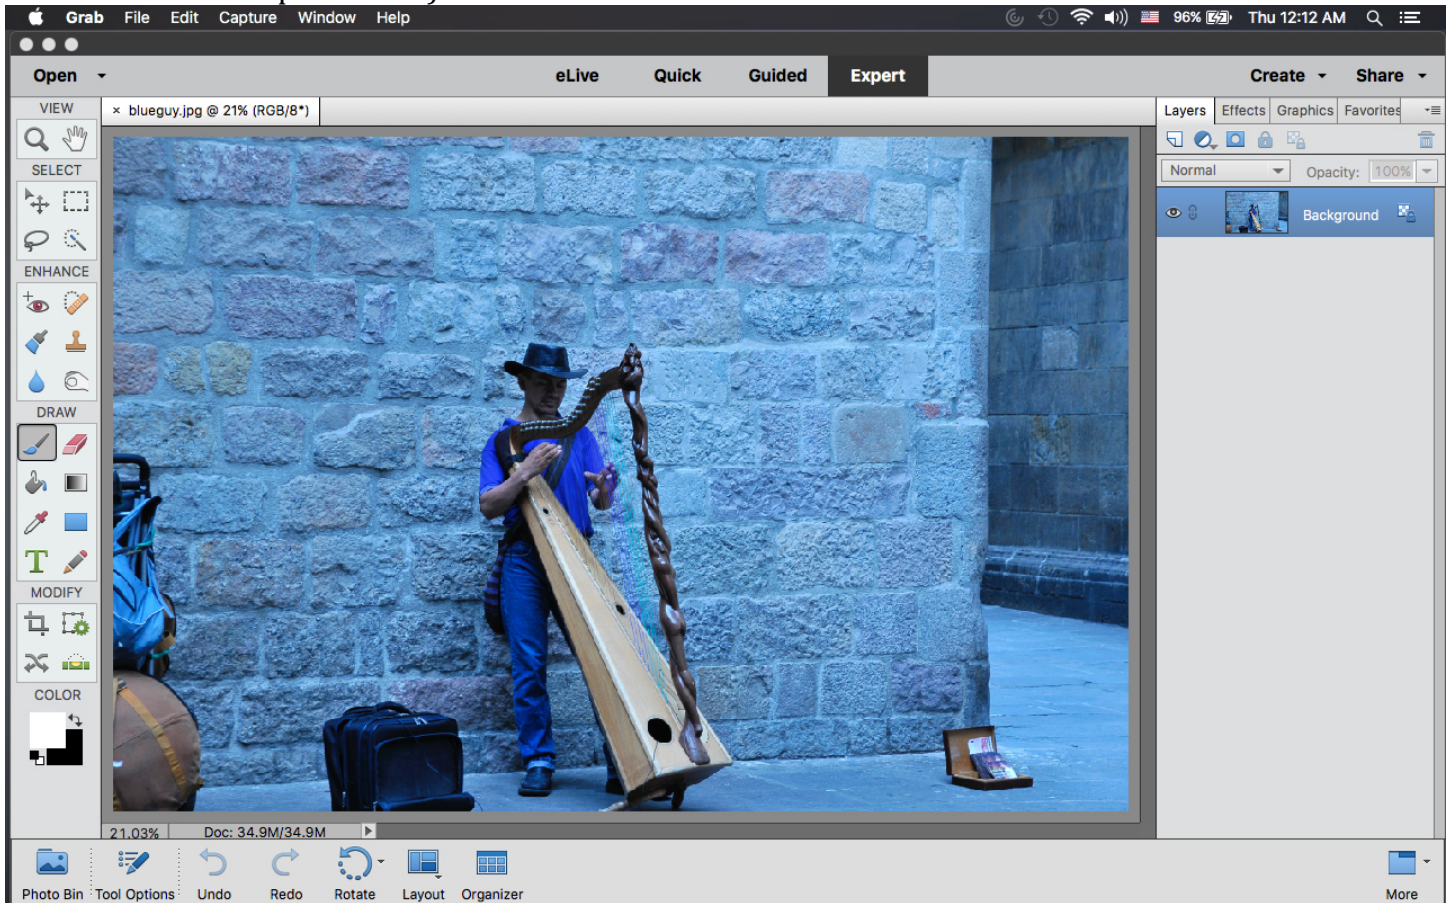 Grab File Edit Capture Window Help 96% Thu 12:12 AM
Open eLive Quick Guided Expert Create Share
VIEW × blueguy.jpg @ 21% (RGB/8*) Layers Effects Graphics Favorites
SELECT Normal Opacity: 100%
Background
ENHANCE
DRAW
T
MODIFY
COLOR
21.03% Doc: 34.9M/34.9M
Photo Bin Tool Options Undo Redo Rotate Layout Organizer More